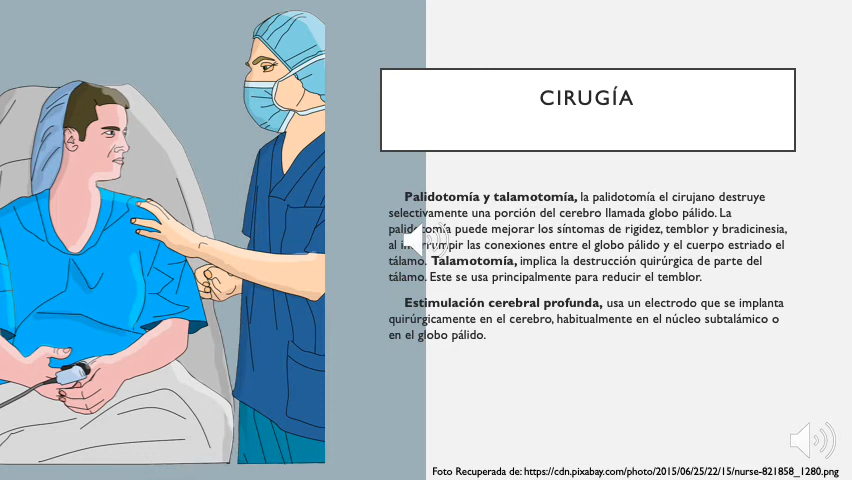 CIRUGÍA
Palidotomía y talamotomía, la palidotomía el cirujano destruye
selectivamente una porción del cerebro llamada globo pálido. La
palidotomía puede mejorar los síntomas de rigidez, temblor y bradicinesia,
al interrumpir las conexiones entre el globo pálido y el cuerpo estriado el
tálamo. Talamotomía, implica la destrucción quirúrgica de parte del
tálamo. Este se usa principalmente para reducir el temblor.
Estimulación cerebral profunda, usa un electrodo que se implanta
quirúrgicamente en el cerebro, habitualmente en el núcleo subtalámico o
en el globo pálido.
Foto Recuperada de: https://cdn.pixabay.com/photo/2015/06/25/22/15/nurse-821858_1280.png